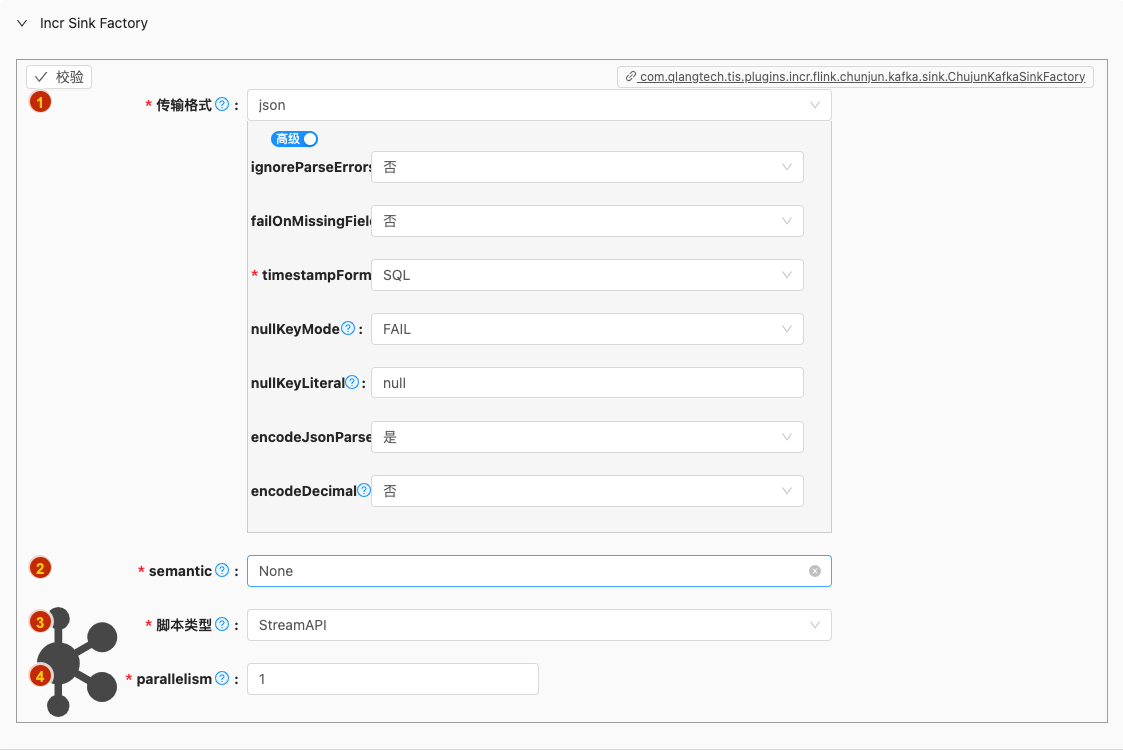 Incr Sink Factory
校验
com.qlangtech.tis.plugins.incr.flink.chunjun.kafka.sink.ChujunKafkaSinkFactory
1 * 传输格式 ? : json
高级
ignoreParseErrors 否
failOnMissingFiel 否
* timestampForm SQL
nullKeyMode ? : FAIL
nullKeyLiteral ? : null
encodeJsonParse 是
encodeDecimal ? 否
2 * semantic ? : None
3 * 脚本类型 ? : StreamAPI
4 * parallelism ? : 1